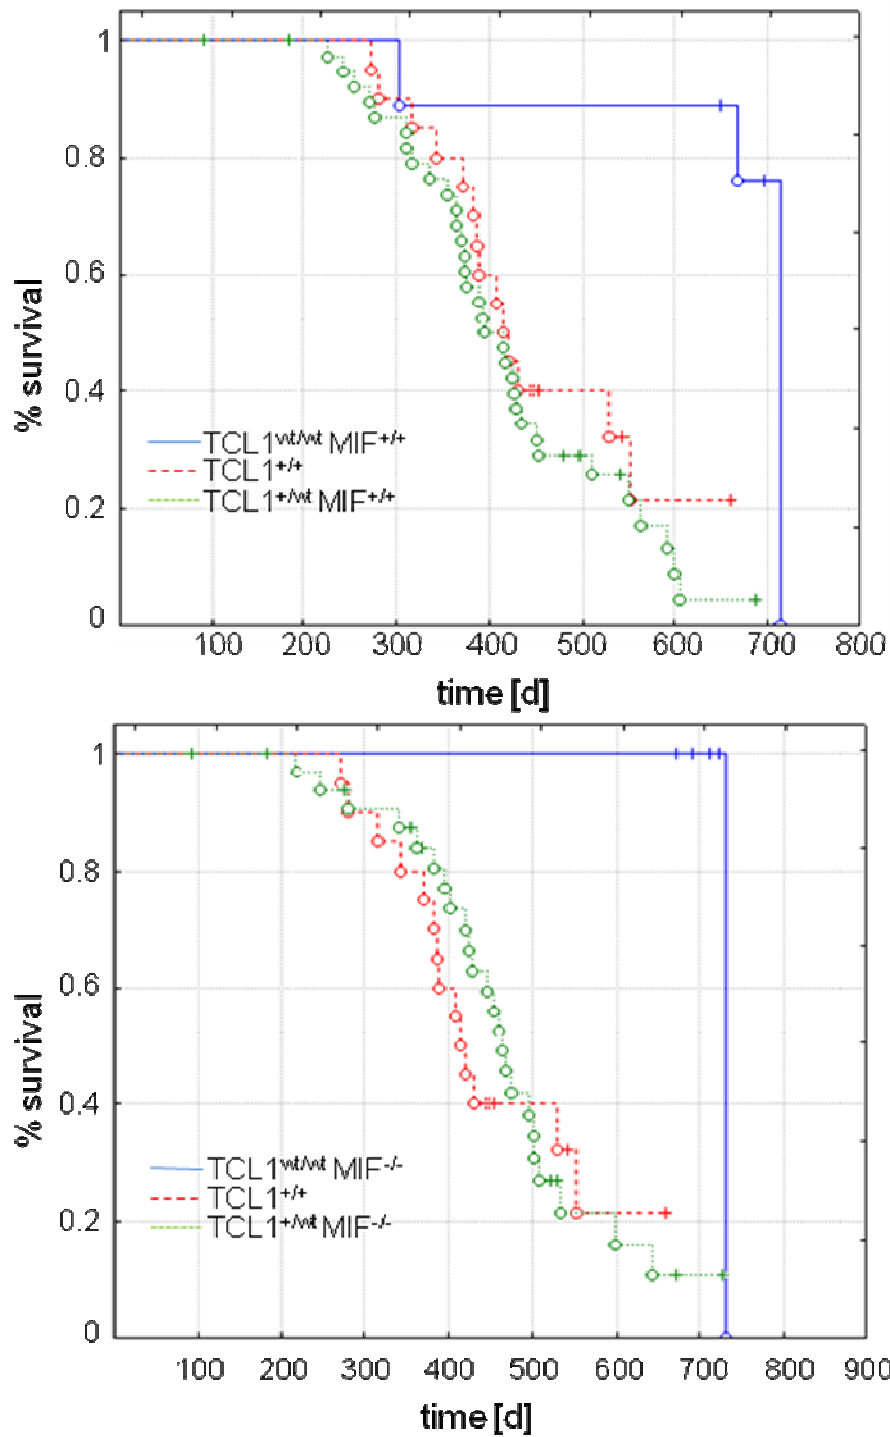 1
0.8
0.6
0.4
0.2
0
% survival
TCL1wt/wt MIF+/+
TCL1+/+
TCL1+/wt MIF+/+
100 200 300 400 500 600 700 800
time [d]
1
0.8
0.6
0.4
0.2
0
% survival
TCL1wt/wt MIF-/-
TCL1+/+
TCL1+/wt MIF-/-
100 200 300 400 500 600 700 800 900
time [d]